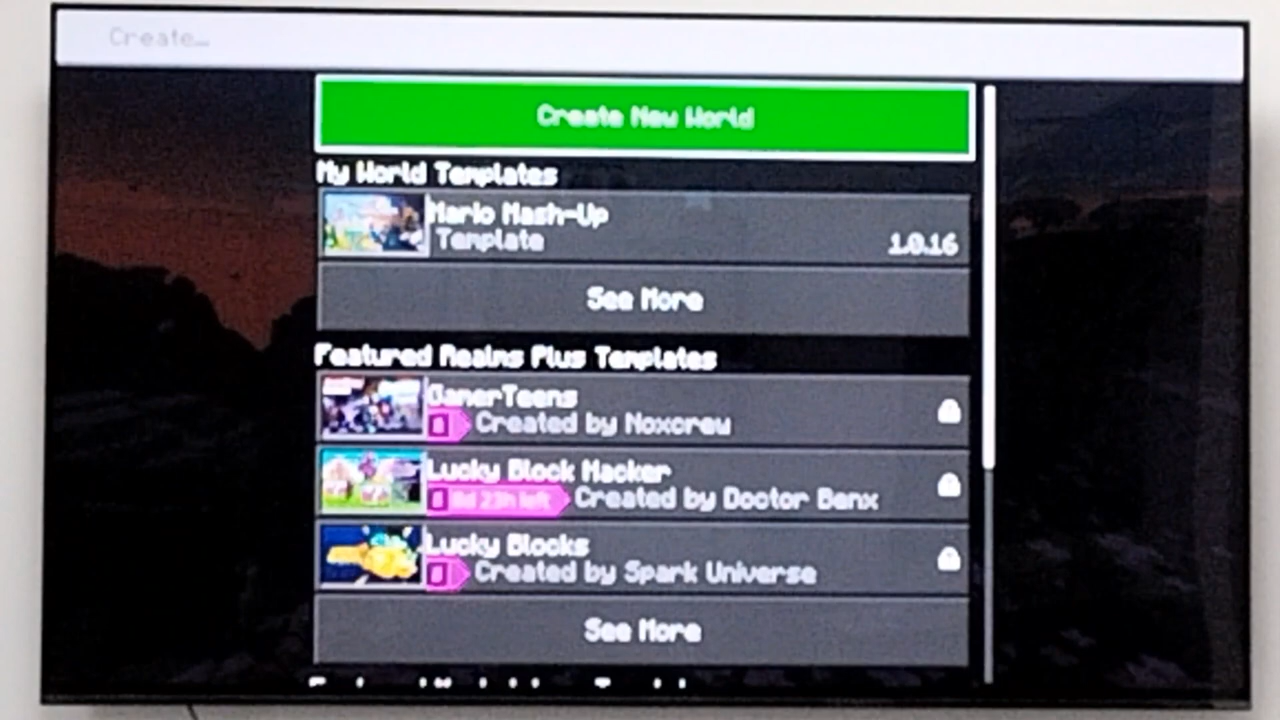 Create…
Create New World
My World Templates
Mario Mash-Up
Template
1.0.16
See More
Featured Realms Plus Templates
GamerTeens
Created by Noxcrew
Lucky Block Hacker
23h left
Created by Doctor Benx
Lucky Blocks
Created by Spark Universe
See More